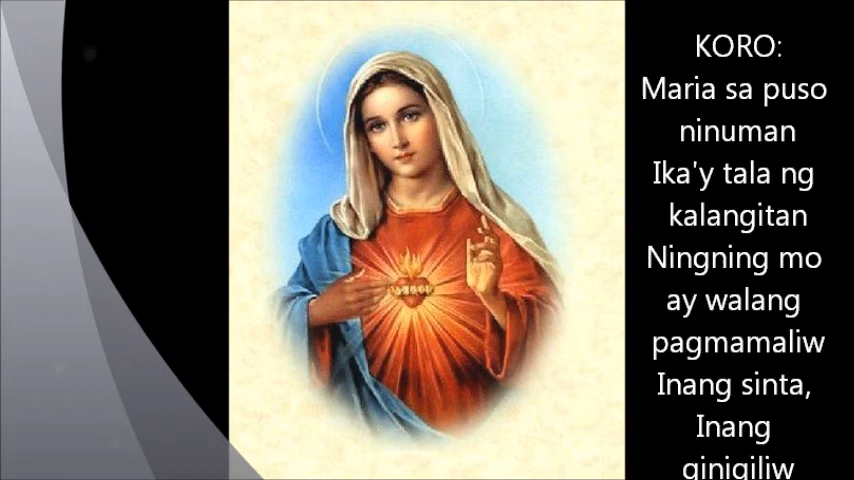 KORO:
Maria sa puso
ninuman
Ika'y tala ng
kalangitan
Ningning mo
ay walang
pagmamaliw
Inang sinta,
Inang
ginigiliw